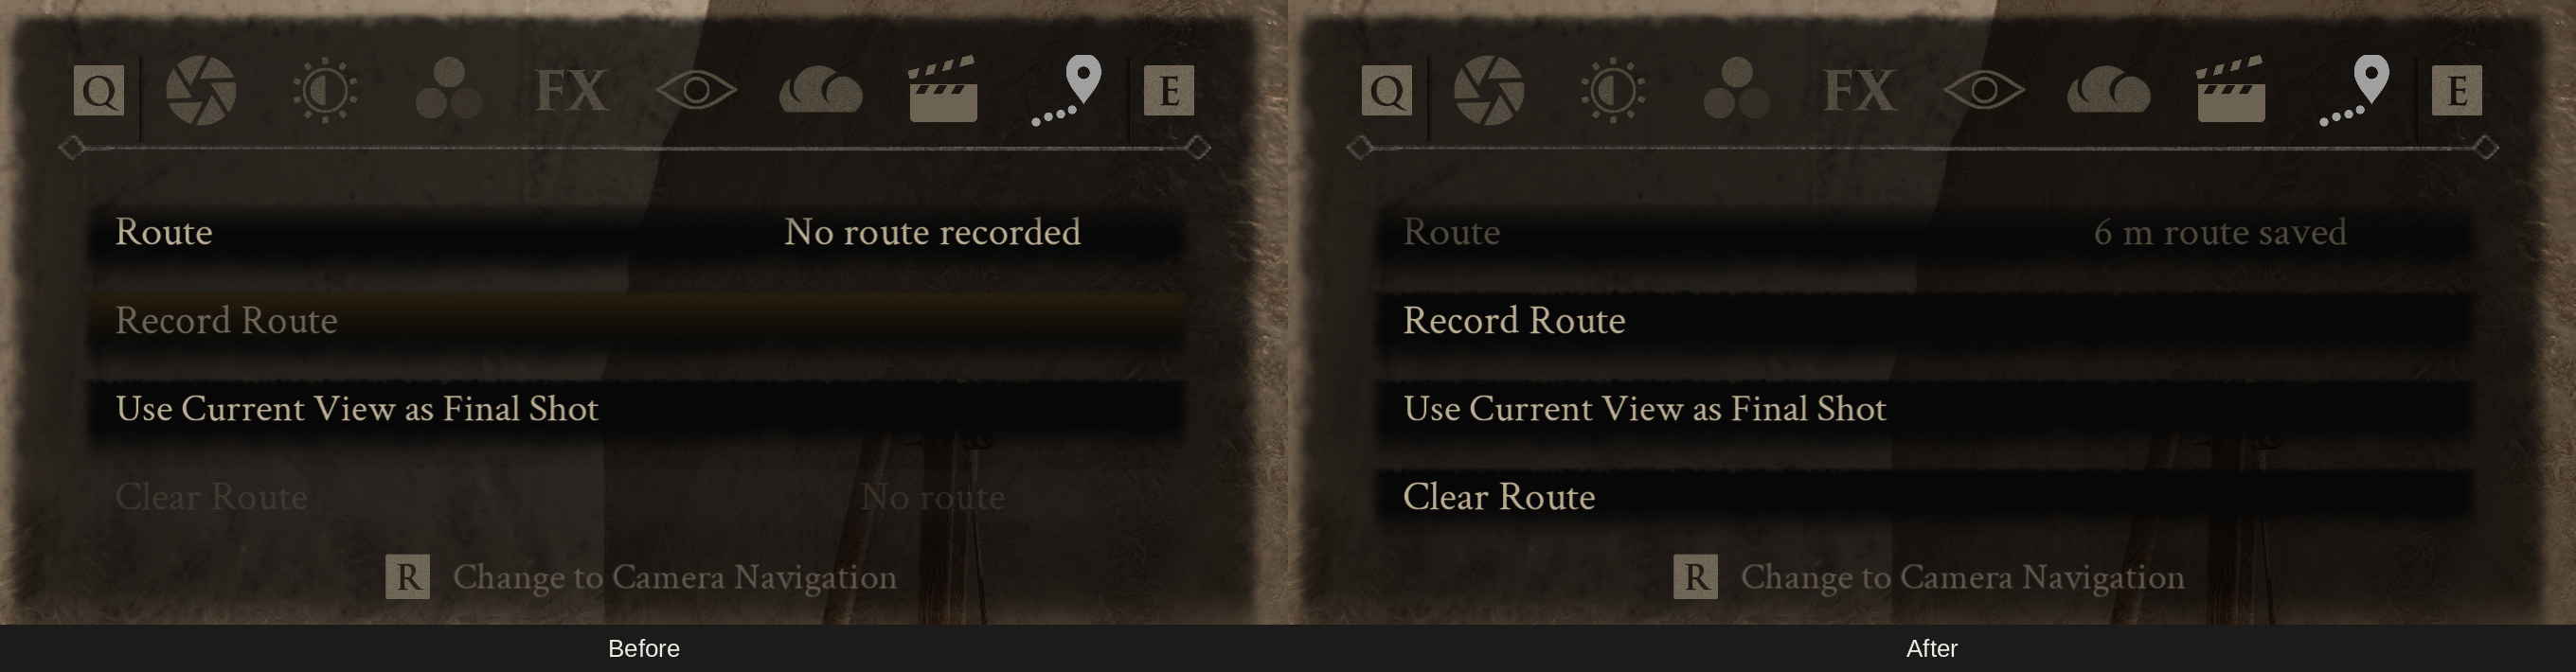 Q FX E
Route No route recorded
Record Route
Use Current View as Final Shot
Clear Route No route
R Change to Camera Navigation
Before
Q FX E
Route 6 m route saved
Record Route
Use Current View as Final Shot
Clear Route
R Change to Camera Navigation
After